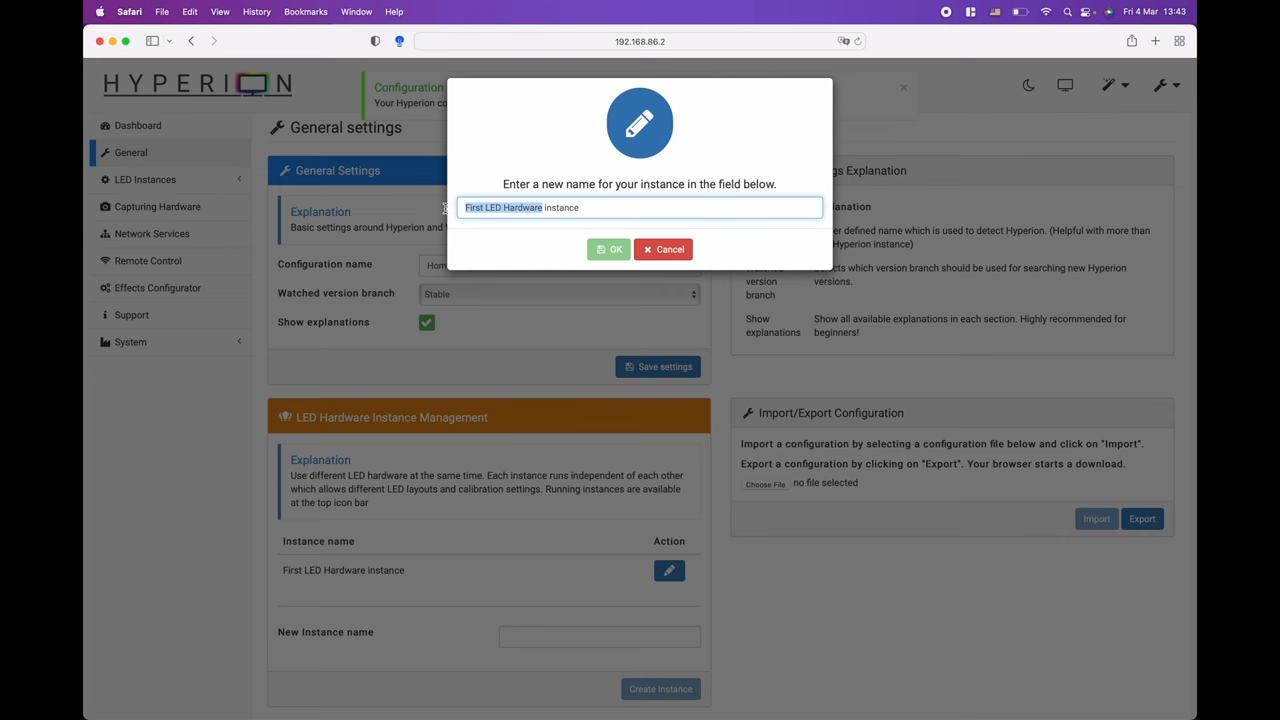 Safari File Edit View History Bookmarks Window Help Fri 4 Mar 13:43
192.168.86.2
HYPERION
Configuration
Your Hyperion co
Dashboard
General
LED Instances
Capturing Hardware
Network Services
Remote Control
Effects Configurator
Support
System
General settings
General Settings
Explanation
Basic settings around Hyperion and
Configuration name Hom
Watched version branch Stable
Show explanations
Save settings
Enter a new name for your instance in the field below.
First LED Hardware instance
OK Cancel
gs Explanation
anation
er defined name which is used to detect Hyperion. (Helpful with more than
Hyperion instance)
cts which version branch should be used for searching new Hyperion
version versions.
branch
Show Show all available explanations in each section. Highly recommended for
explanations beginners!
LED Hardware Instance Management
Explanation
Use different LED hardware at the same time. Each instance runs independent of each other
which allows different LED layouts and calibration settings. Running instances are available
at the top icon bar
Instance name Action
First LED Hardware instance
New Instance name
Create Instance
Import/Export Configuration
Import a configuration by selecting a configuration file below and click on "Import".
Export a configuration by clicking on "Export". Your browser starts a download.
Choose File no file selected
Import Export